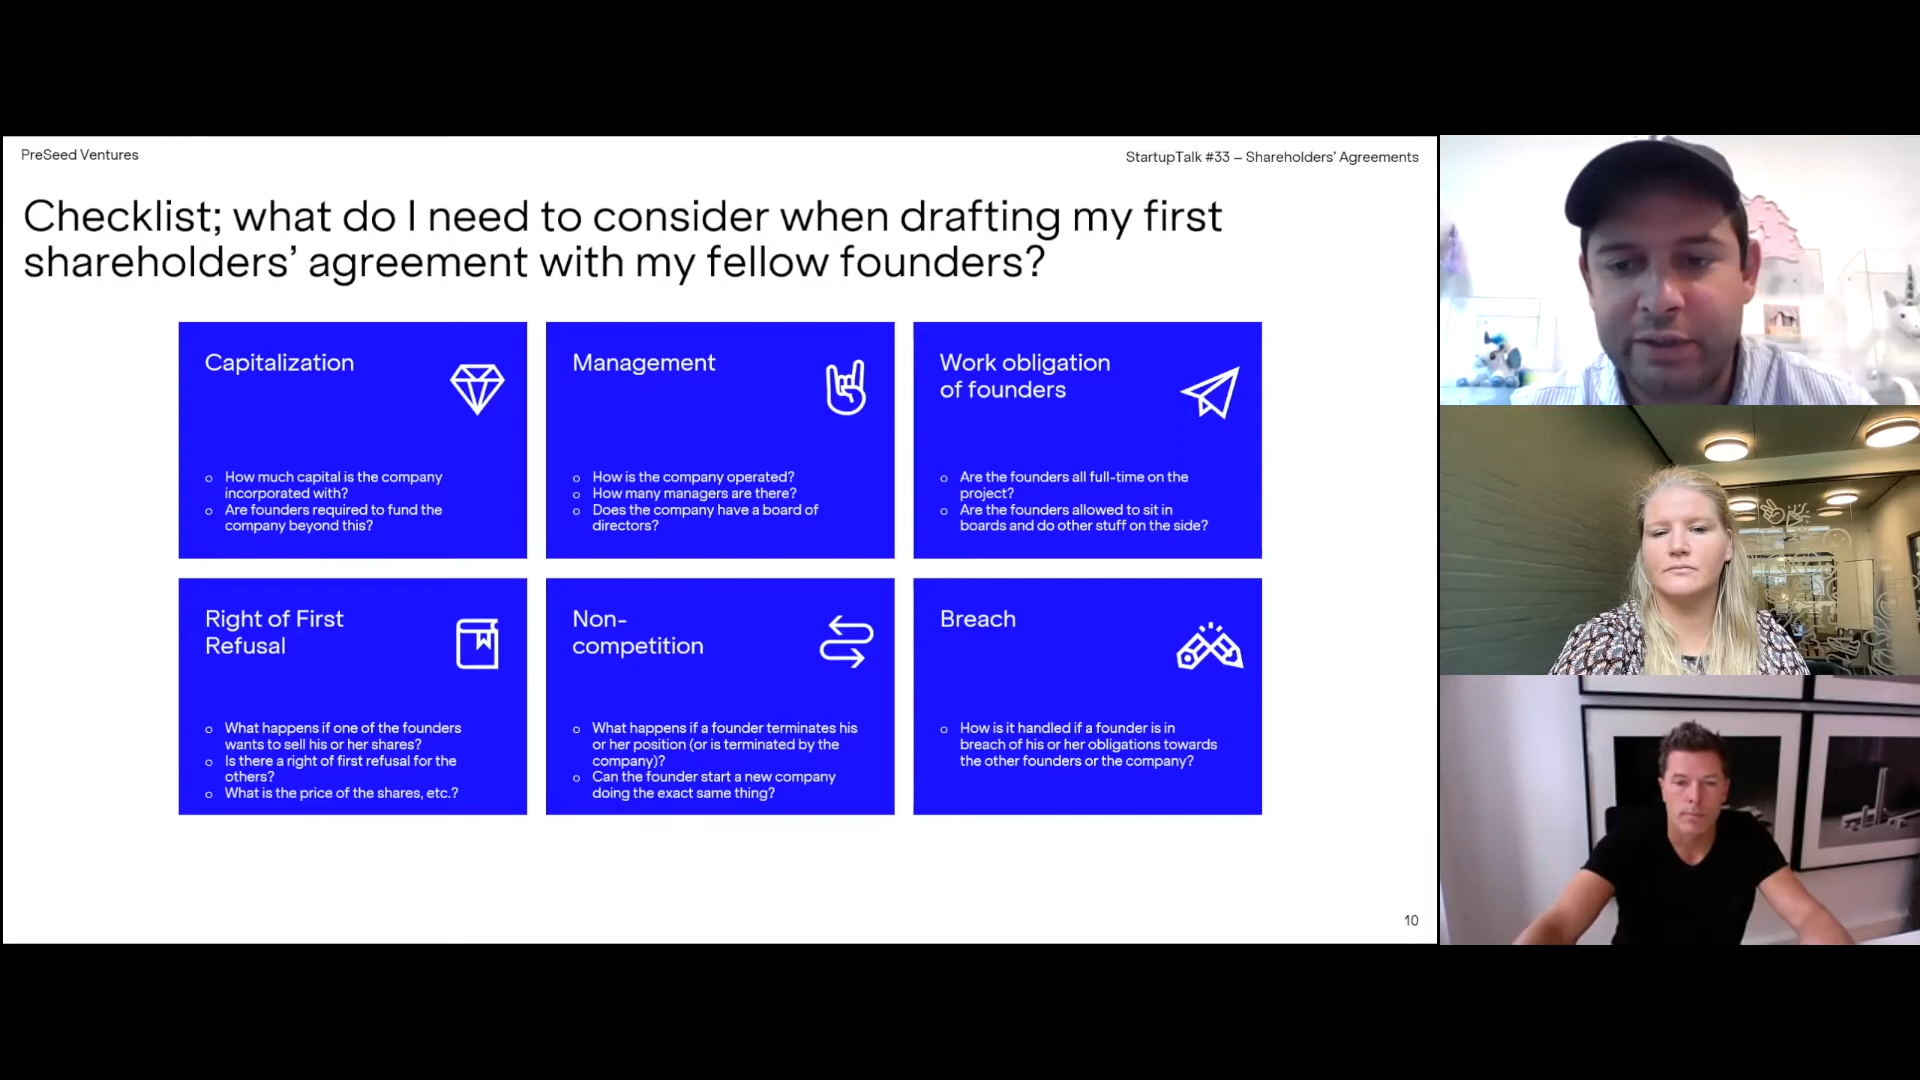 PreSeed Ventures
StartupTalk #33 – Shareholders' Agreements
Checklist; what do I need to consider when drafting my first
shareholders' agreement with my fellow founders?
Capitalization
o How much capital is the company
incorporated with?
o Are founders required to fund the
company beyond this?
Management
o How is the company operated?
o How many managers are there?
o Does the company have a board of
directors?
Work obligation
of founders
o Are the founders all full-time on the
project?
o Are the founders allowed to sit in
boards and do other stuff on the side?
Right of First
Refusal
o What happens if one of the founders
wants to sell his or her shares?
o Is there a right of first refusal for the
others?
o What is the price of the shares, etc.?
Non-
competition
o What happens if a founder terminates his
or her position (or is terminated by the
company)?
o Can the founder start a new company
doing the exact same thing?
Breach
o How is it handled if a founder is in
breach of his or her obligations towards
the other founders or the company?
10